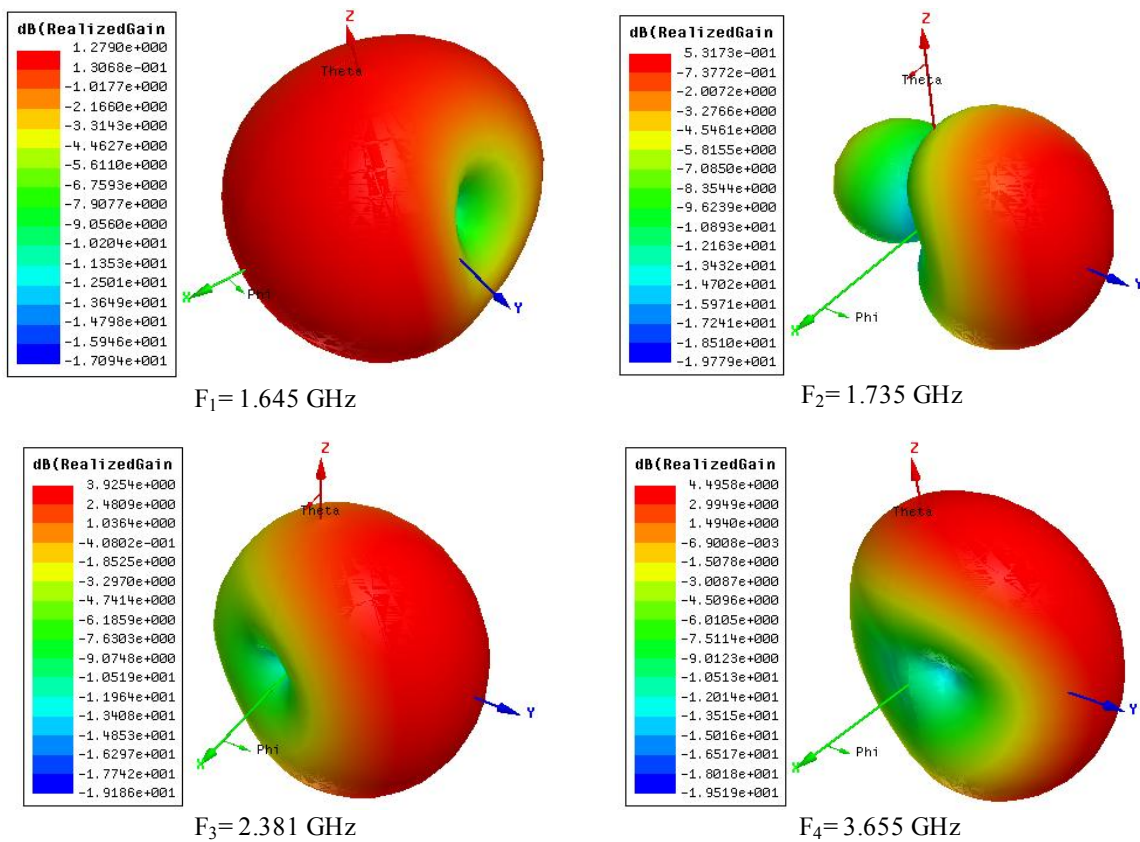 dB(RealizedGain
1.2790e+000
1.3068e-001
-1.0177e+000
-2.1660e+000
-3.3143e+000
-4.4627e+000
-5.6110e+000
-6.7593e+000
-7.9077e+000
-9.0560e+000
-1.0204e+001
-1.1353e+001
-1.2501e+001
-1.3649e+001
-1.4798e+001
-1.5946e+001
-1.7094e+001
Z
Theta
X
Phi
Y
F1= 1.645 GHz
dB(RealizedGain
5.3173e-001
-7.3772e-001
-2.0072e+000
-3.2766e+000
-4.5461e+000
-5.8155e+000
-7.0850e+000
-8.3544e+000
-9.6239e+000
-1.0893e+001
-1.2163e+001
-1.3432e+001
-1.4702e+001
-1.5971e+001
-1.7241e+001
-1.8510e+001
-1.9779e+001
Z
Theta
X
Phi
Y
F2= 1.735 GHz
dB(RealizedGain
3.9254e+000
2.4809e+000
1.0364e+000
-4.0802e-001
-1.8525e+000
-3.2970e+000
-4.7414e+000
-6.1859e+000
-7.6303e+000
-9.0748e+000
-1.0519e+001
-1.1964e+001
-1.3408e+001
-1.4853e+001
-1.6297e+001
-1.7742e+001
-1.9186e+001
Z
Theta
X
Phi
Y
F3= 2.381 GHz
dB(RealizedGain
4.4958e+000
2.9949e+000
1.4940e+000
-6.9008e-003
-1.5078e+000
-3.0087e+000
-4.5096e+000
-6.0105e+000
-7.5114e+000
-9.0123e+000
-1.0513e+001
-1.2014e+001
-1.3515e+001
-1.5016e+001
-1.6517e+001
-1.8018e+001
-1.9519e+001
Z
Theta
X
Phi
Y
F4= 3.655 GHz